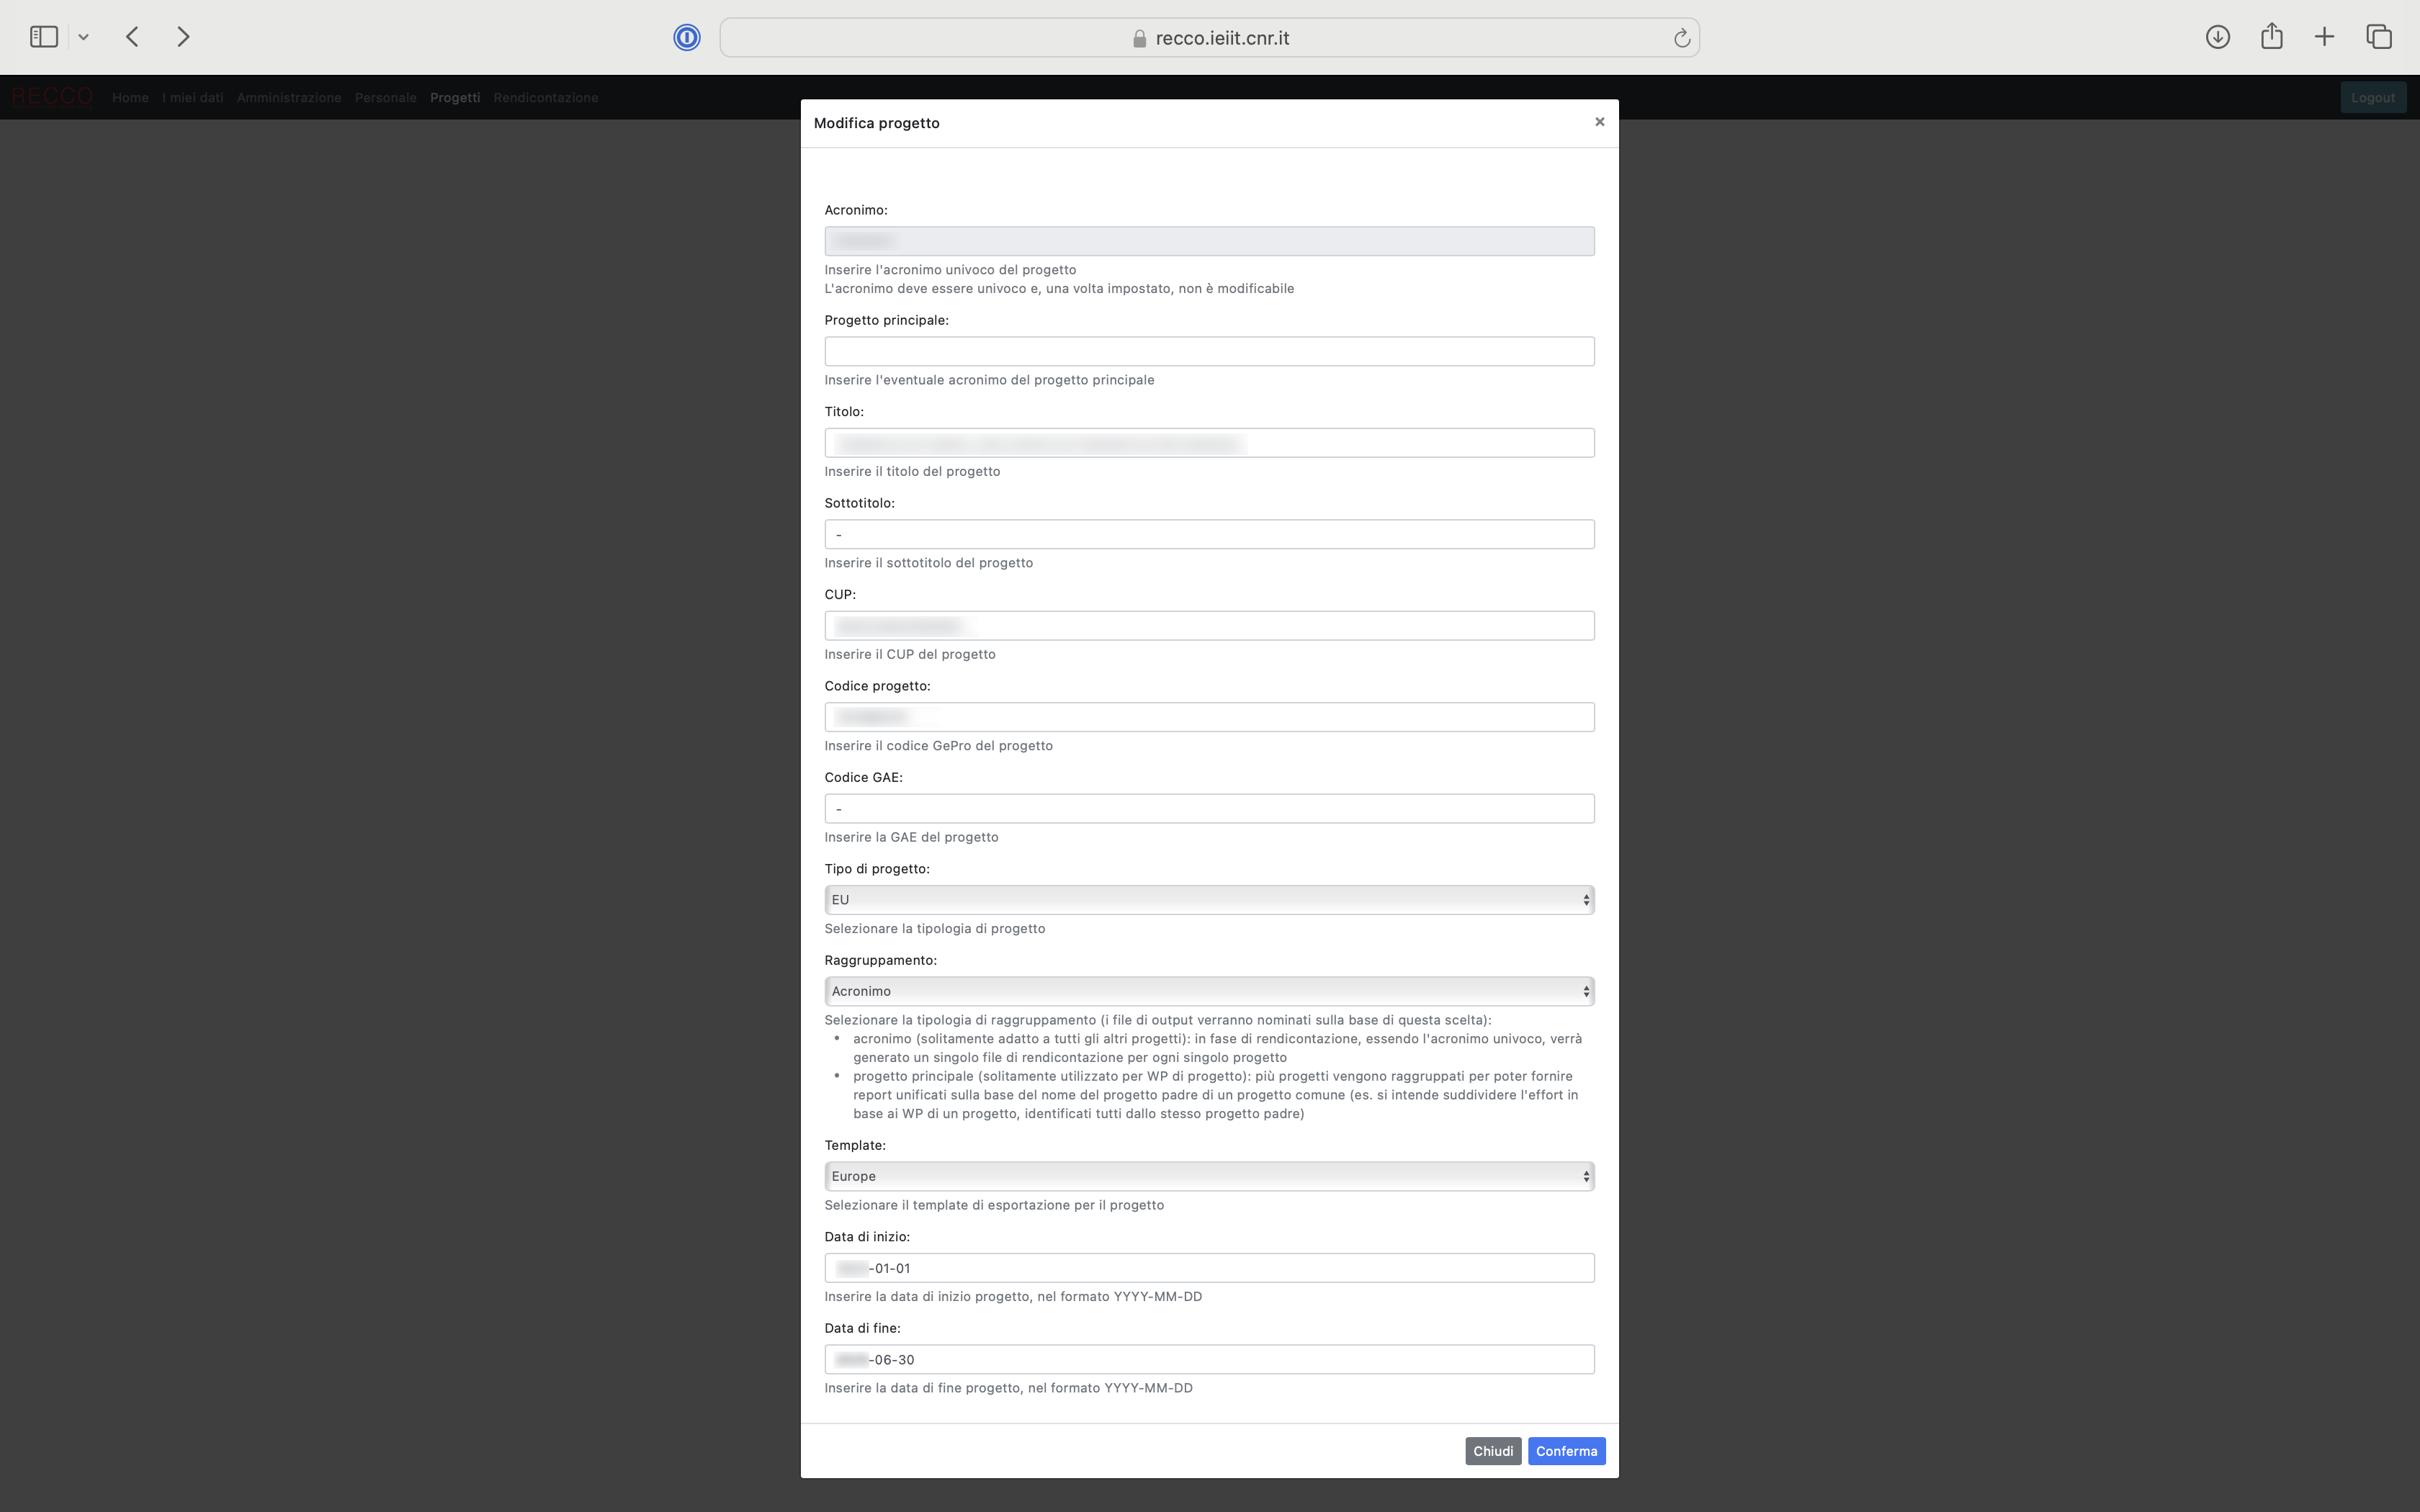 recco.ieiit.cnr.it
RECCO Home I miei dati Amministrazione Personale Progetti Rendicontazione Logout
Modifica progetto ×
Acronimo:
Inserire l'acronimo univoco del progetto
L'acronimo deve essere univoco e, una volta impostato, non è modificabile
Progetto principale:
Inserire l'eventuale acronimo del progetto principale
Titolo:
Inserire il titolo del progetto
Sottotitolo:
-
Inserire il sottotitolo del progetto
CUP:
Inserire il CUP del progetto
Codice progetto:
Inserire il codice GePro del progetto
Codice GAE:
-
Inserire la GAE del progetto
Tipo di progetto:
EU
Selezionare la tipologia di progetto
Raggruppamento:
Acronimo
Selezionare la tipologia di raggruppamento (i file di output verranno nominati sulla base di questa scelta):
• acronimo (solitamente adatto a tutti gli altri progetti): in fase di rendicontazione, essendo l'acronimo univoco, verrà
generato un singolo file di rendicontazione per ogni singolo progetto
• progetto principale (solitamente utilizzato per WP di progetto): più progetti vengono raggruppati per poter fornire
report unificati sulla base del nome del progetto padre di un progetto comune (es. si intende suddividere l'effort in
base ai WP di un progetto, identificati tutti dallo stesso progetto padre)
Template:
Europe
Selezionare il template di esportazione per il progetto
Data di inizio:
-01-01
Inserire la data di inizio progetto, nel formato YYYY-MM-DD
Data di fine:
-06-30
Inserire la data di fine progetto, nel formato YYYY-MM-DD
Chiudi Conferma